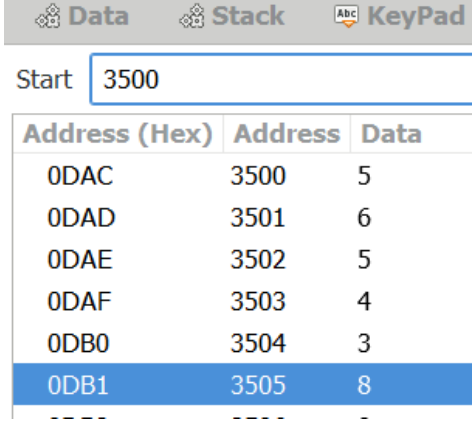 Data Stack Abc KeyPad
Start 3500
Address (Hex) Address Data
0DAC 3500 5
0DAD 3501 6
0DAE 3502 5
0DAF 3503 4
0DB0 3504 3
0DB1 3505 8